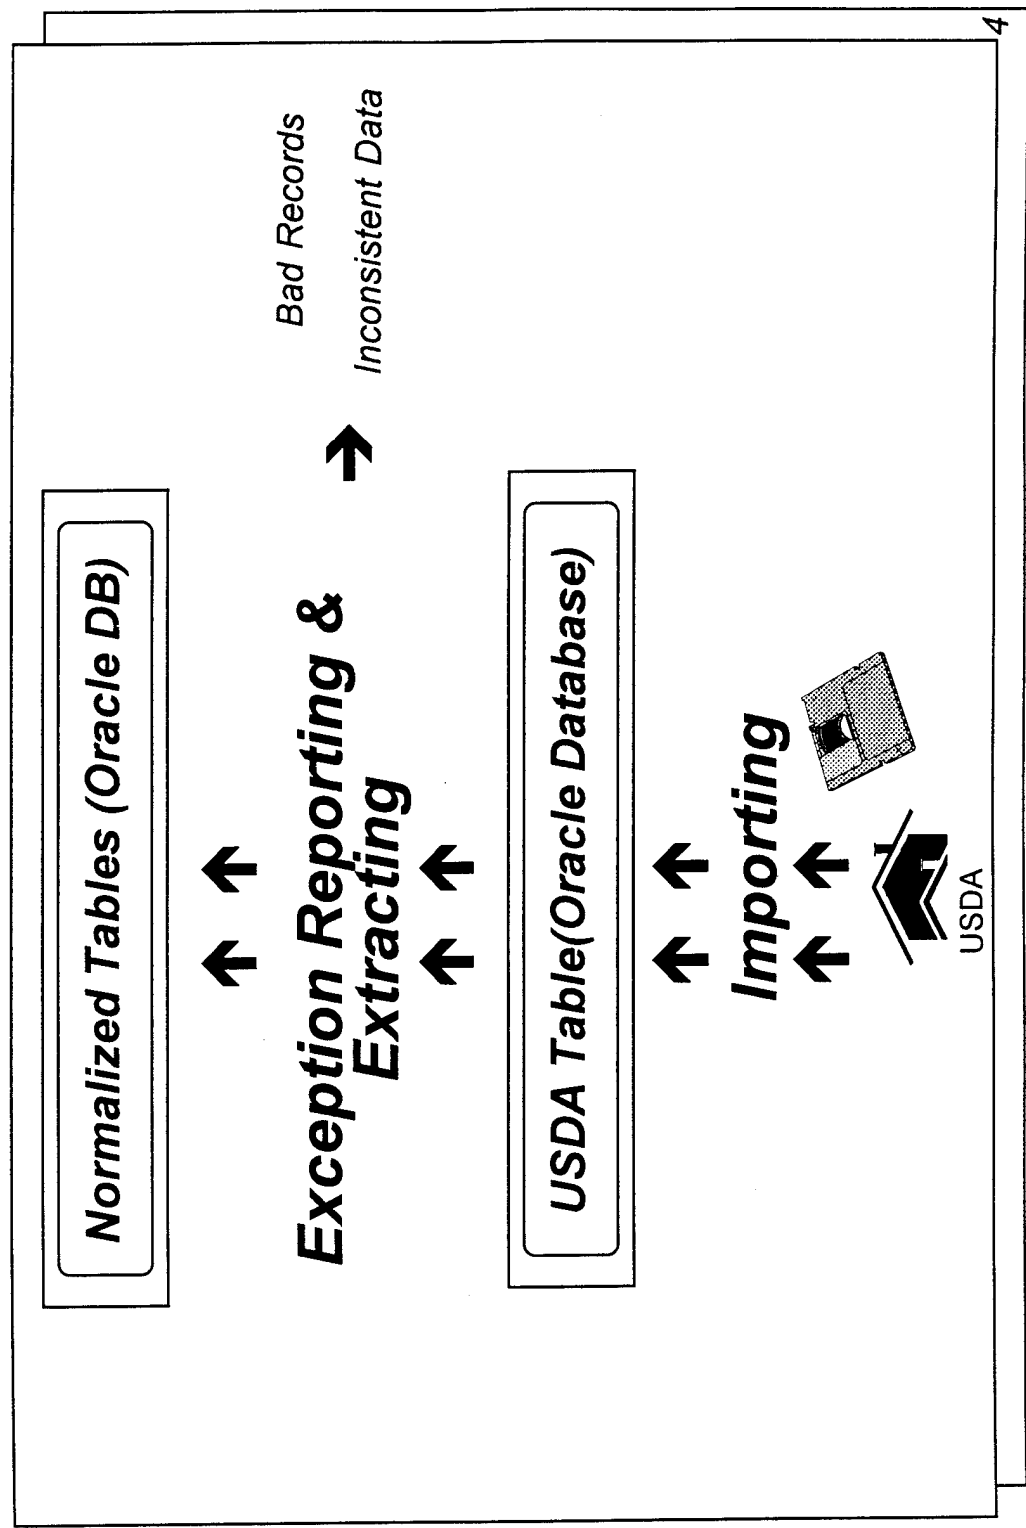 Normalized Tables (Oracle DB)
Exception Reporting &
Extracting
Bad Records
Inconsistent Data
USDA Table(Oracle Database)
Importing
USDA
4